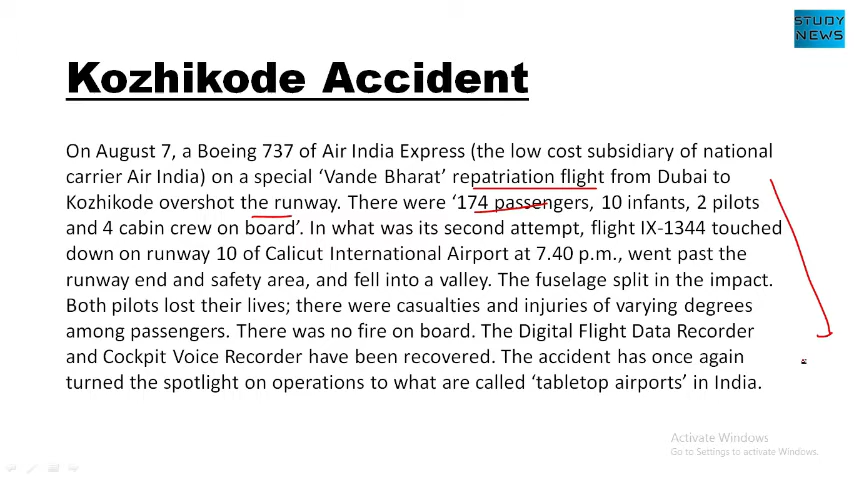 STUDY
NEWS
Kozhikode Accident
On August 7, a Boeing 737 of Air India Express (the low cost subsidiary of national
carrier Air India) on a special ‘Vande Bharat’ repatriation flight from Dubai to
Kozhikode overshot the runway. There were ‘174 passengers, 10 infants, 2 pilots
and 4 cabin crew on board’. In what was its second attempt, flight IX-1344 touched
down on runway 10 of Calicut International Airport at 7.40 p.m., went past the
runway end and safety area, and fell into a valley. The fuselage split in the impact.
Both pilots lost their lives; there were casualties and injuries of varying degrees
among passengers. There was no fire on board. The Digital Flight Data Recorder
and Cockpit Voice Recorder have been recovered. The accident has once again
turned the spotlight on operations to what are called ‘tabletop airports’ in India.
Activate Windows
Go to Settings to activate Windows.